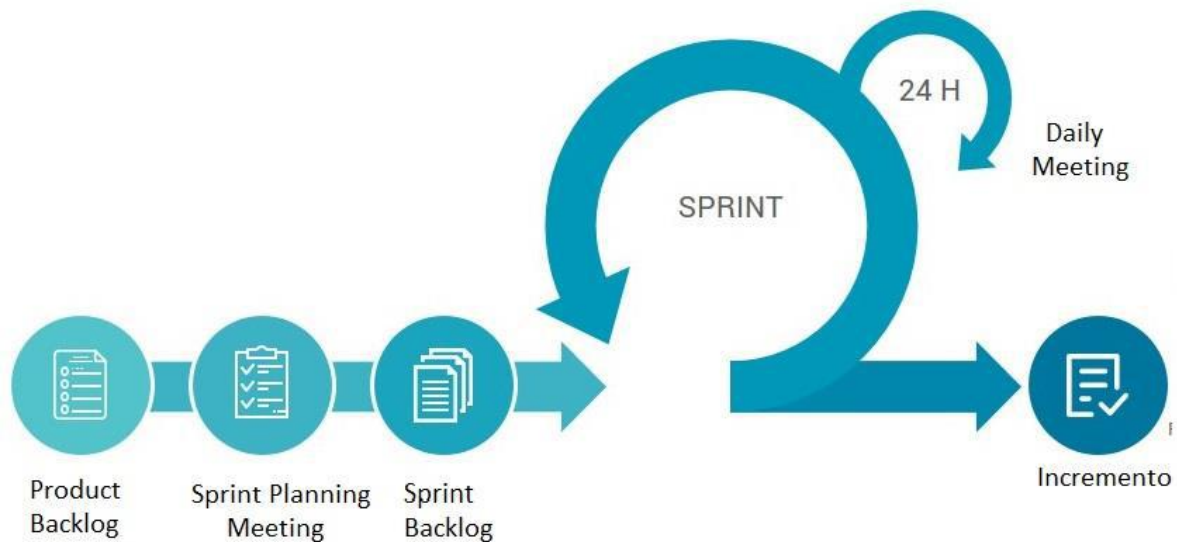 24 H
Daily
Meeting
SPRINT
Product
Backlog
Sprint Planning
Meeting
Sprint
Backlog
Incremento